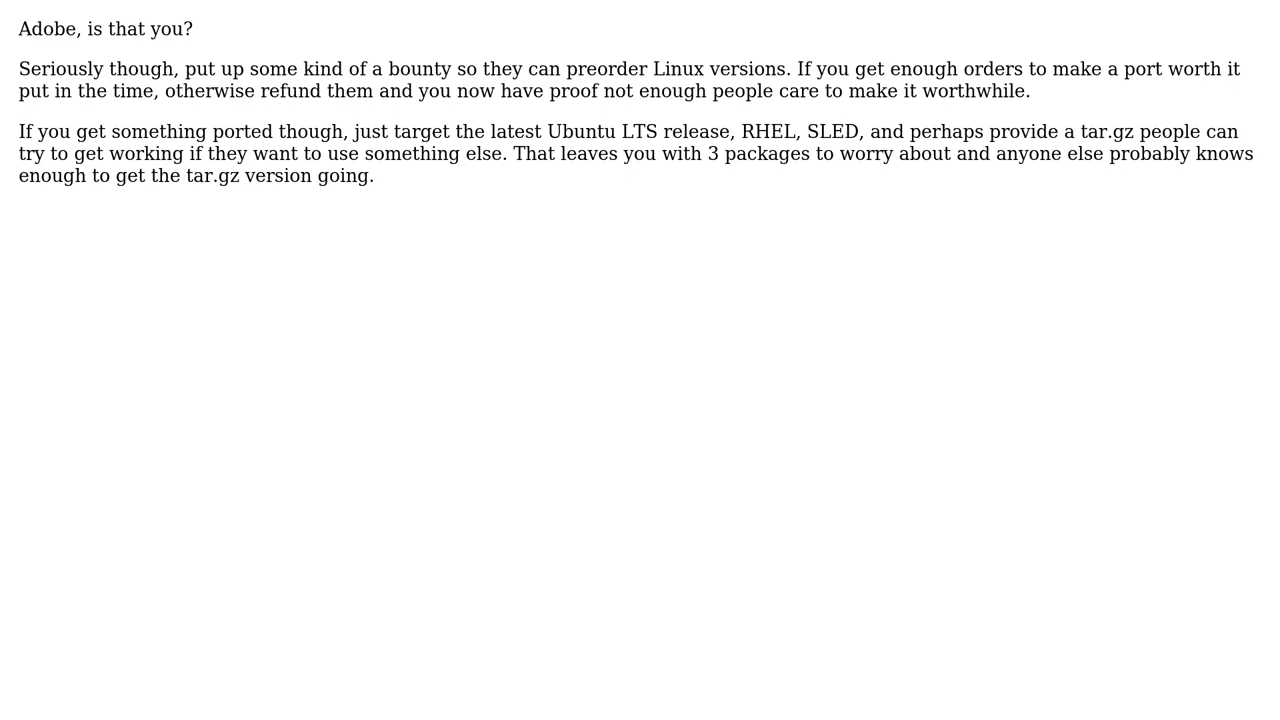 Adobe, is that you?
Seriously though, put up some kind of a bounty so they can preorder Linux versions. If you get enough orders to make a port worth it
put in the time, otherwise refund them and you now have proof not enough people care to make it worthwhile.
If you get something ported though, just target the latest Ubuntu LTS release, RHEL, SLED, and perhaps provide a tar.gz people can
try to get working if they want to use something else. That leaves you with 3 packages to worry about and anyone else probably knows
enough to get the tar.gz version going.